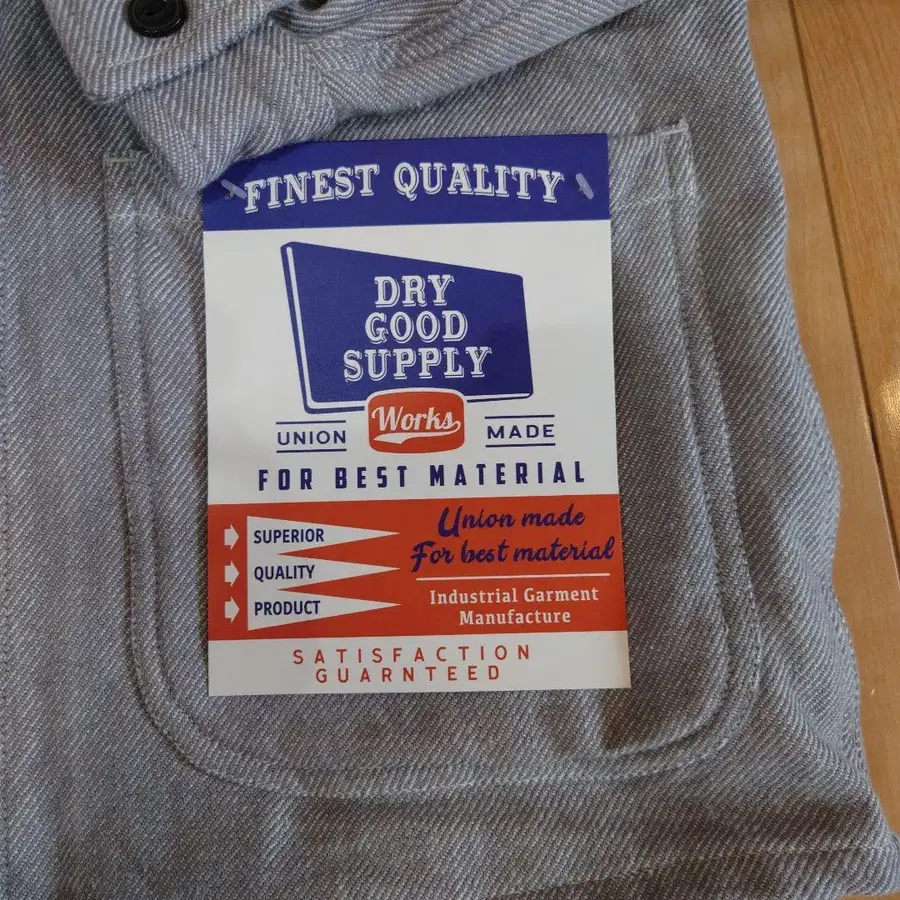 FINEST QUALITY
DRY
GOOD
SUPPLY
Works
UNION MADE
FOR BEST MATERIAL
SUPERIOR
QUALITY
PRODUCT
Union made
For best material
Industrial Garment
Manufacture
SATISFACTION
GUARNTEED